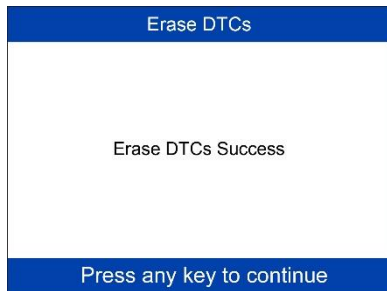 Erase DTCs
Erase DTCs Success
Press any key to continue